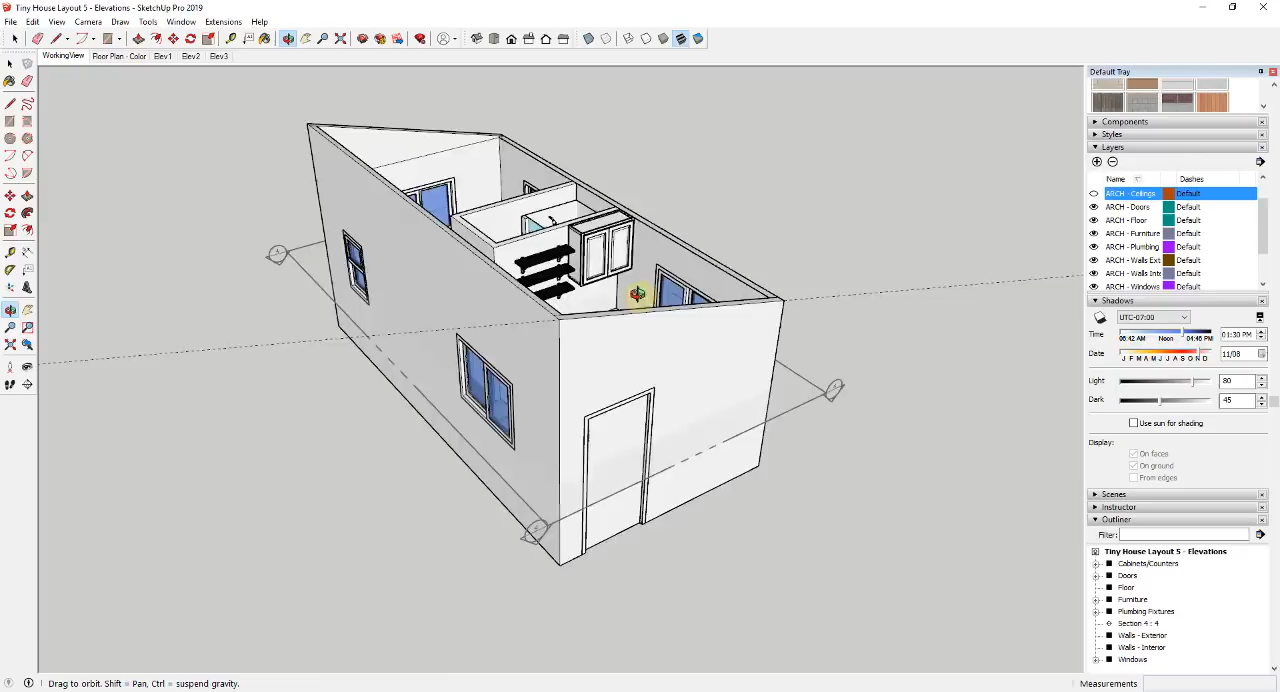 Tiny House Layout 5 - Elevations - SketchUp Pro 2019
File Edit View Camera Draw Tools Window Extensions Help
WorkingView Floor Plan - Color Elev1 Elev2 Elev3
Default Tray
Components
Styles
Layers
Name Dashes
ARCH - Ceilings Default
ARCH - Doors Default
ARCH - Floor Default
ARCH - Furniture Default
ARCH - Plumbing Default
ARCH - Walls Ext Default
ARCH - Walls Inte Default
ARCH - Windows Default
Shadows
UTC-07:00
Time 06:42 AM Noon 04:46 PM 01:30 PM
Date J F M A M J J A S O N D 11/08
Light 80
Dark 45
Use sun for shading
Display:
On faces
On ground
From edges
Scenes
Instructor
Outliner
Filter:
Tiny House Layout 5 - Elevations
Cabinets/Counters
Doors
Floor
Furniture
Plumbing Fixtures
Section 4 : 4
Walls - Exterior
Walls - Interior
Windows
Drag to orbit. Shift = Pan, Ctrl = suspend gravity.
Measurements